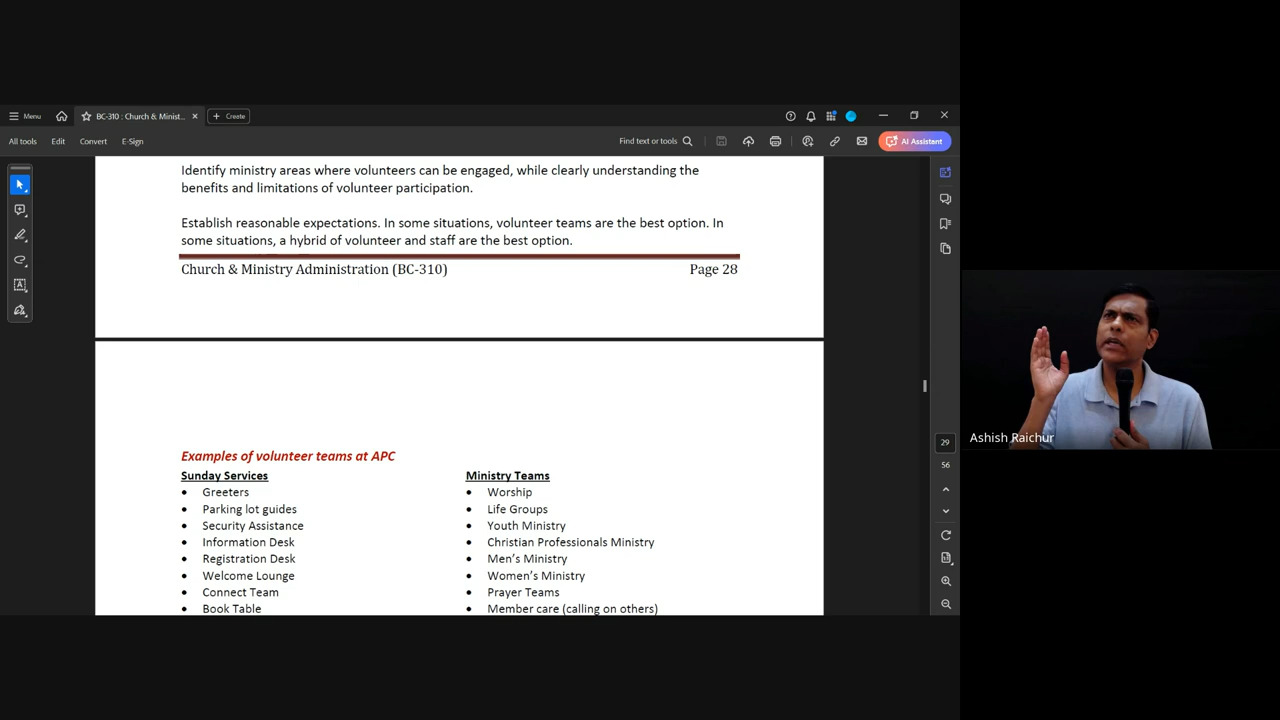 Menu
BC-310 : Church & Minist...
Create
All tools
Edit
Convert
E-Sign
Find text or tools
AI Assistant
Identify ministry areas where volunteers can be engaged, while clearly understanding the
benefits and limitations of volunteer participation.
Establish reasonable expectations. In some situations, volunteer teams are the best option. In
some situations, a hybrid of volunteer and staff are the best option.
Church & Ministry Administration (BC-310) Page 28
Examples of volunteer teams at APC
Sunday Services
• Greeters
• Parking lot guides
• Security Assistance
• Information Desk
• Registration Desk
• Welcome Lounge
• Connect Team
• Book Table
Ministry Teams
• Worship
• Life Groups
• Youth Ministry
• Christian Professionals Ministry
• Men's Ministry
• Women's Ministry
• Prayer Teams
• Member care (calling on others)
29
56
Ashish Raichur